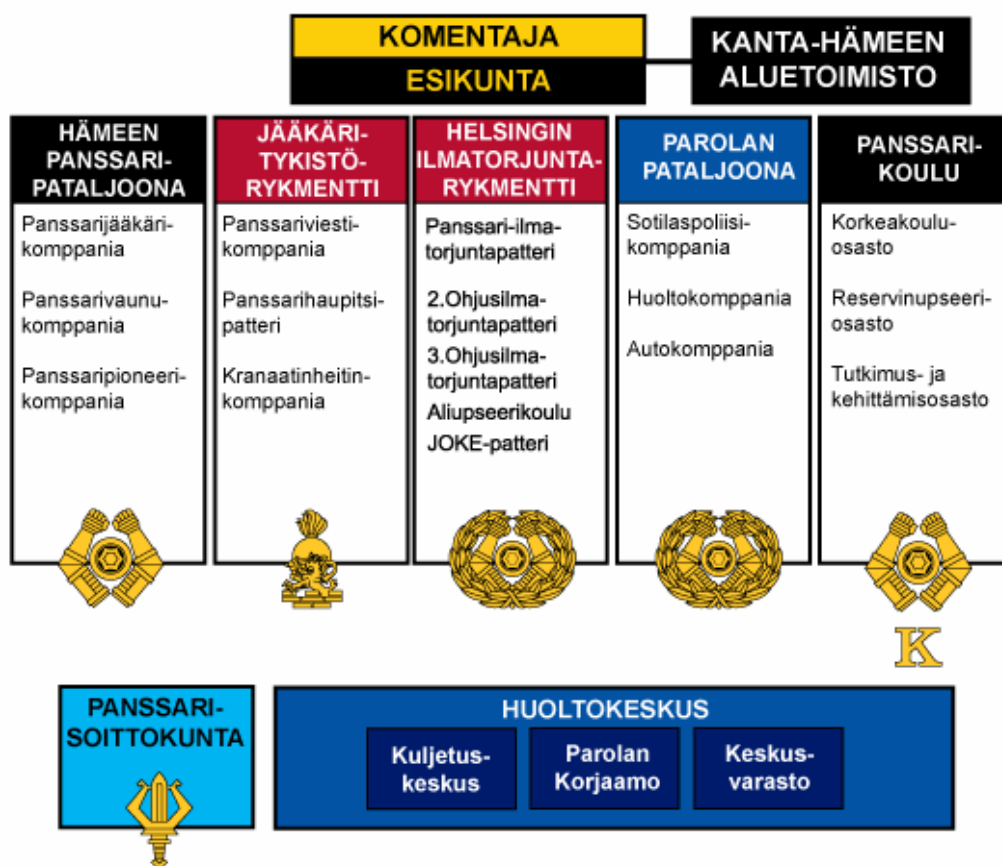 KOMENTAJA
ESIKUNTA
KANTA-HÄMEEN
ALUETOIMISTO
HÄMEEN
PANSSARI-
PATALJOONA
Panssarijääkäri-
komppania
Panssarivaunu-
komppania
Panssaripioneeri-
komppania
JÄÄKÄRI-
TYKISTÖ-
RYKMENTTI
Panssariviesti-
komppania
Panssarihaupitsi-
patteri
Kranaatinheitin-
komppania
HELSINGIN
ILMATORJUNTA-
RYKMENTTI
Panssari-ilma-
torjuntapatteri
2.Ohjusilma-
torjuntapatteri
3.Ohjusilma-
torjuntapatteri
Aliupseerikoulu
JOKE-patteri
PAROLAN
PATALJOONA
Sotilaspoliisi-
komppania
Huoltokomppania
Autokomppania
PANSSARI-
KOULU
Korkeakoulu-
osasto
Reservinupseeri-
osasto
Tutkimus- ja
kehittämisosasto
K
PANSSARI-
SOITTOKUNTA
HUOLTOKESKUS
Kuljetus-
keskus
Parolan
Korjaamo
Keskus-
varasto